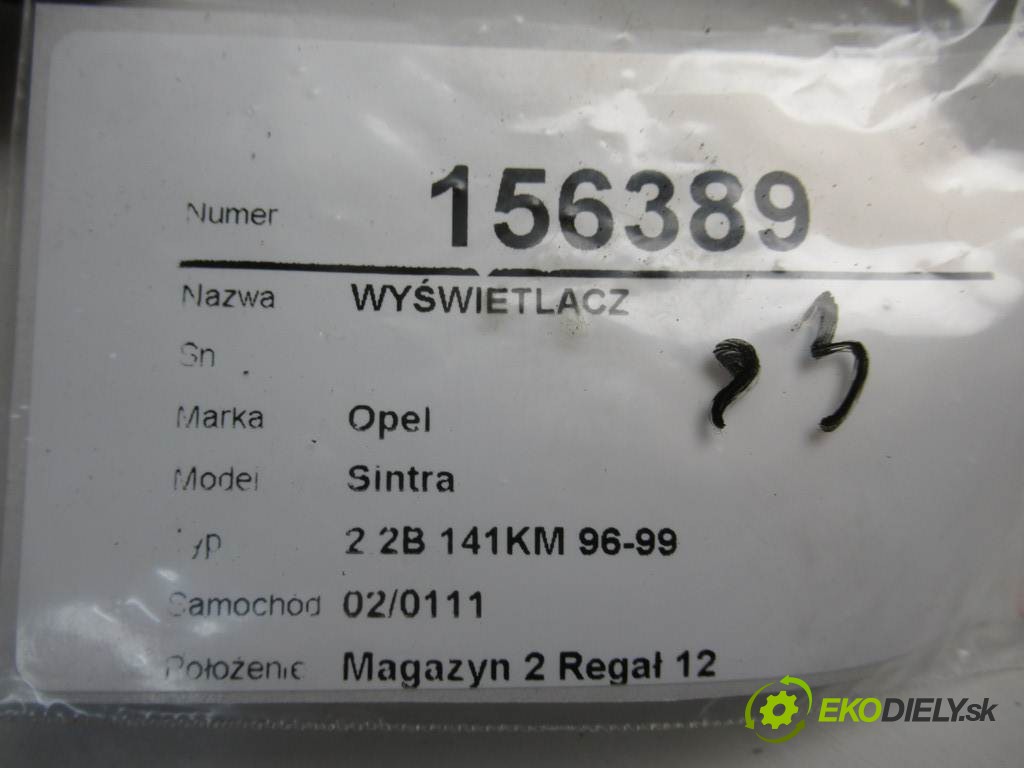 Numer 156389
Nazwa WYŚWIETLACZ
Sn
Marka Opel
Model Sintra
Typ 2 2B 141KM 96-99
Samochód 02/0111
Położenie Magazyn 2 Regał 12
EKODIELY.sk